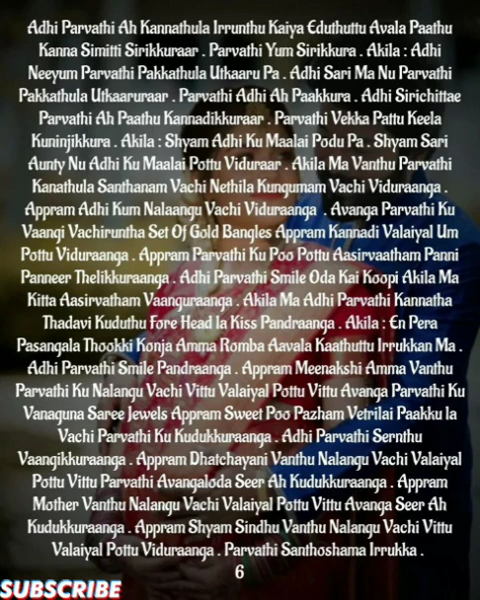 Adhi Parvathi Ah Kannathula Irrunthu Kaiya Eduthuttu Avala Paathu
Kanna Simitti Sirikkuraar . Parvathi Yum Sirikkura . Akila : Adhi
Neeyum Parvathi Pakkathula Utkaaru Pa . Adhi Sari Ma Nu Parvathi
Pakkathula Utkaaruraar . Parvathi Adhi Ah Paakkura . Adhi Sirichittae
Parvathi Ah Paathu Kannadikkuraar . Parvathi Vekka Pattu Keela
Kuninjikkura . Akila : Shyam Adhi Ku Maalai Podu Pa . Shyam Sari
Aunty Nu Adhi Ku Maalai Pottu Viduraar . Akila Ma Vanthu Parvathi
Kanathula Santhanam Vachi Nethila Kungumam Vachi Viduraanga .
Appram Adhi Kum Nalaangu Vachi Viduraanga . Avanga Parvathi Ku
Vaangi Vachiruntha Set Of Gold Bangles Appram Kannadi Valaiyal Um
Pottu Viduraanga . Appram Parvathi Ku Poo Pottu Aasirvaatham Panni
Panneer Thelikkuraanga . Adhi Parvathi Smile Oda Kai Koopi Akila Ma
Kitta Aasirvatham Vaanguraanga . Akila Ma Adhi Parvathi Kannatha
Thadavi Kuduthu Fore Head la Kiss Pandraanga . Akila : En Pera
Pasangala Thookki Konja Amma Romba Aavala Kaathuttu Irrukkan Ma .
Adhi Parvathi Smile Pandraanga . Appram Meenakshi Amma Vanthu
Parvathi Ku Nalangu Vachi Vittu Valaiyal Pottu Vittu Avanga Parvathi Ku
Vanaguna Saree Jewels Appram Sweet Poo Pazham Vetrilai Paakku la
Vachi Parvathi Ku Kudukkuraanga . Adhi Parvathi Sernthu
Vaangikkuraanga . Appram Dhatchayani Vanthu Nalangu Vachi Valaiyal
Pottu Vittu Parvathi Avangaloda Seer Ah Kudukkuraanga . Appram
Mother Vanthu Nalangu Vachi Valaiyal Pottu Vittu Avanga Seer Ah
Kudukkuraanga . Appram Shyam Sindhu Vanthu Nalangu Vachi Vittu
Valaiyal Pottu Viduraanga . Parvathi Santhoshama Irrukka .
6
SUBSCRIBE